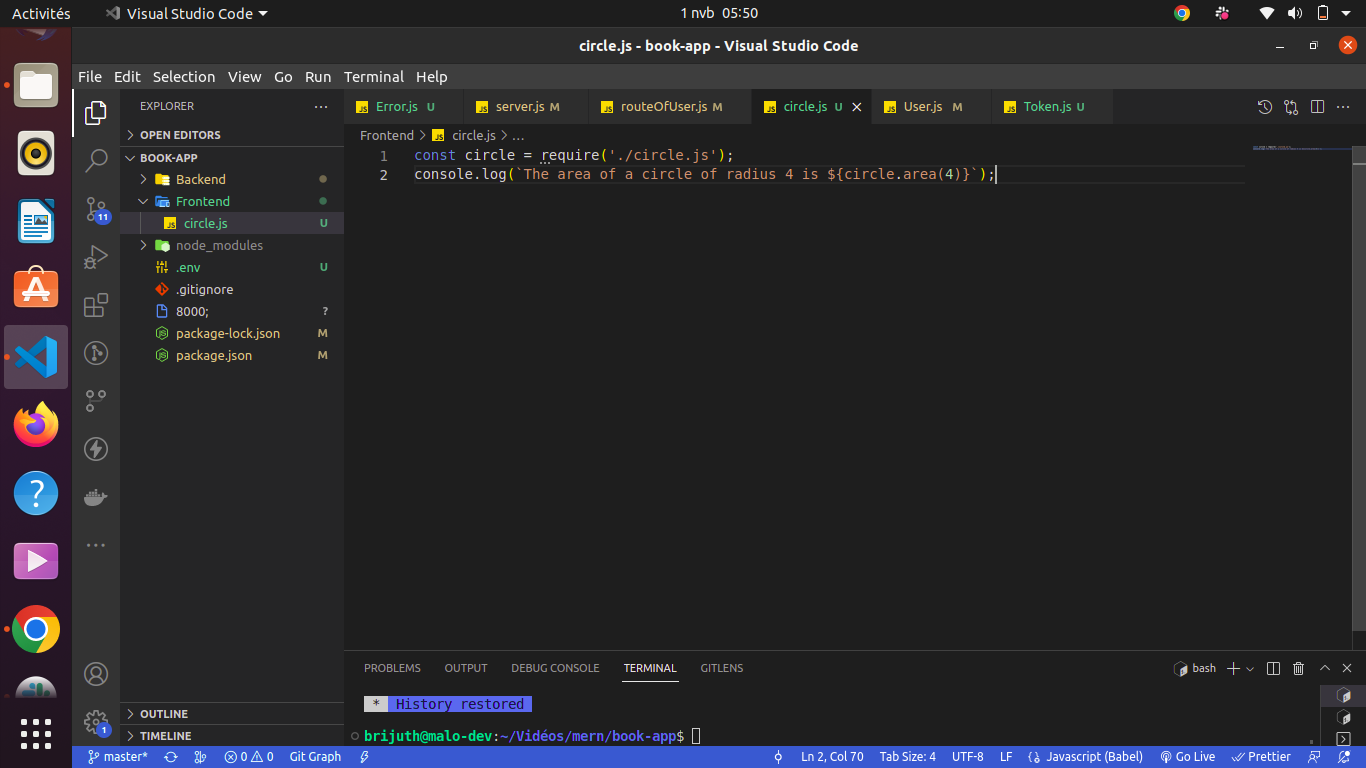 Activités
Visual Studio Code
1 nvb 05:50
circle.js - book-app - Visual Studio Code
File Edit Selection View Go Run Terminal Help
EXPLORER
Error.js U
server.js M
routeOfUser.js M
circle.js U
User.js M
Token.js U
OPEN EDITORS
Frontend > circle.js > ...
BOOK-APP
1 const circle = require('./circle.js');
2 console.log(`The area of a circle of radius 4 is ${circle.area(4)}`);
Backend
Frontend
circle.js U
11
node_modules
.env U
.gitignore
8000; ?
package-lock.json M
package.json M
PROBLEMS OUTPUT DEBUG CONSOLE TERMINAL GITLENS
bash
* History restored
OUTLINE
1
TIMELINE
brijuth@malo-dev:~/Vidéos/mern/book-app$
master* 0 0 Git Graph Ln 2, Col 70 Tab Size: 4 UTF-8 LF {} Javascript (Babel) Go Live Prettier